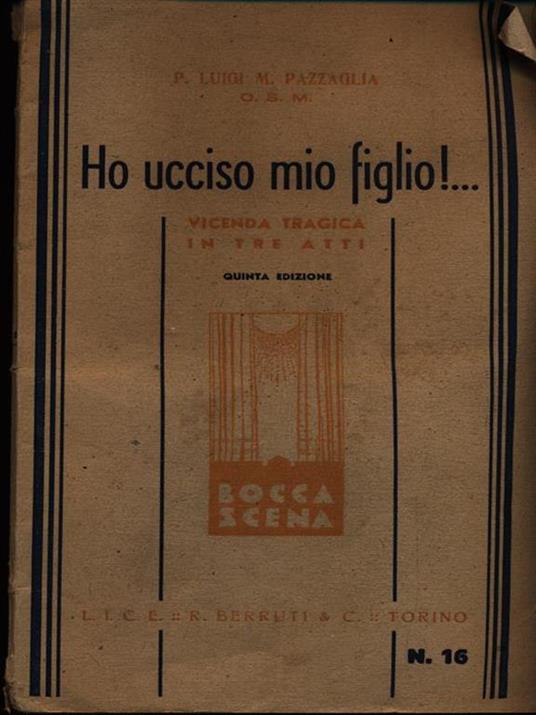 P. LUIGI M. PAZZAGLIA
O. S. M.
Ho ucciso mio figlio!...
VICENDA TRAGICA
IN TRE ATTI
QUINTA EDIZIONE
BOCCA
SCENA
L. I. C. E. :: R. BERRUTI & C. :: TORINO
N. 16